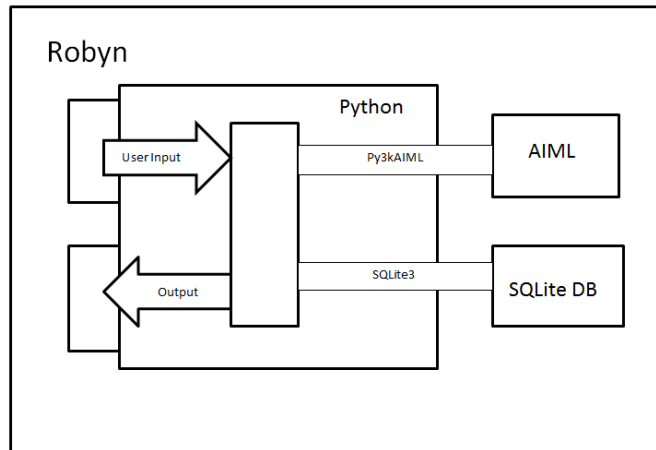 Robyn
Python
User Input
Py3kAIML
AIML
Output
SQLite3
SQLite DB